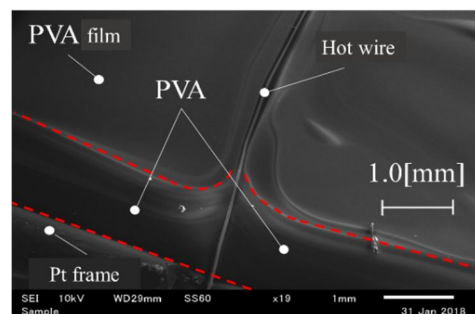 PVA film
Hot wire
PVA
1.0[mm]
Pt frame
SEI 10kV WD29mm SS60 x19 1mm
Sample 31 Jan 2018